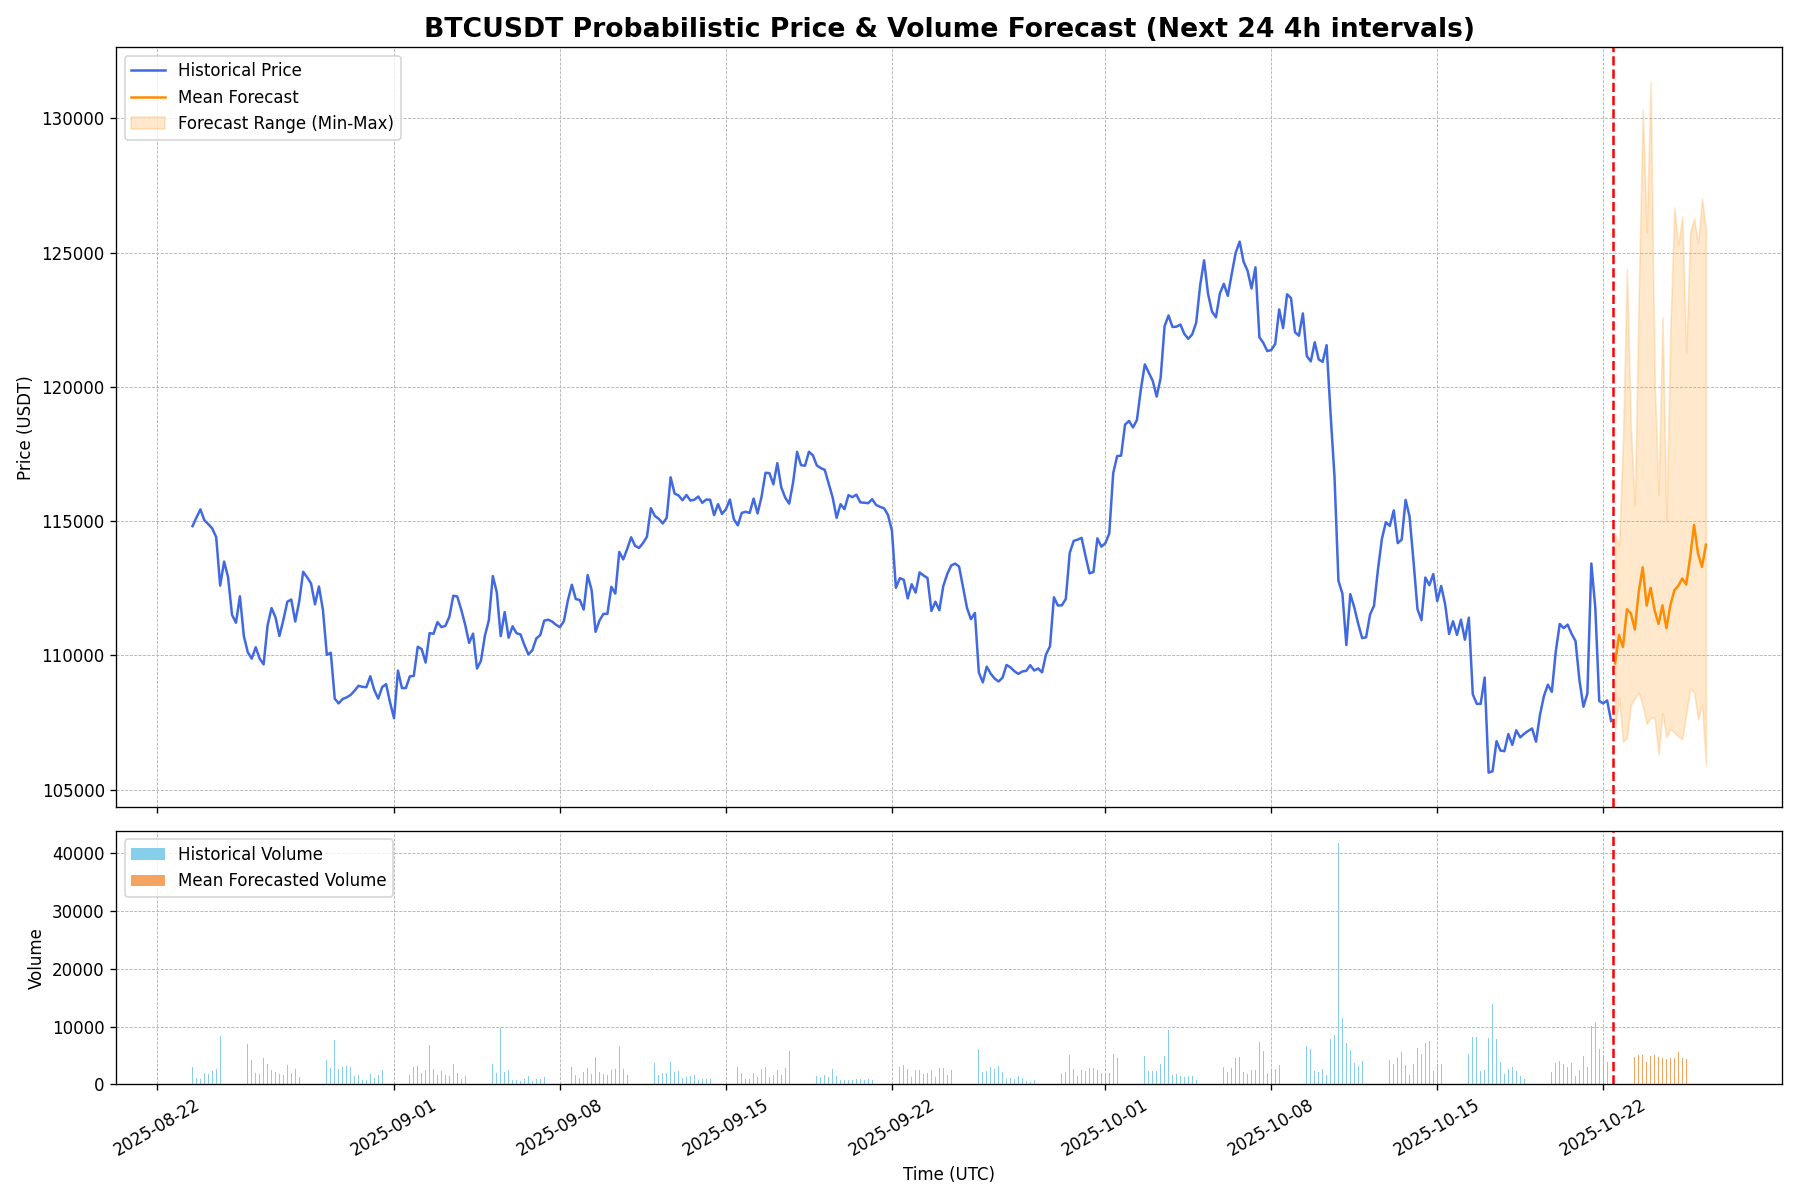 BTCUSDT Probabilistic Price & Volume Forecast (Next 24 4h intervals)
Historical Price
Mean Forecast
Forecast Range (Min-Max)
130000
125000
120000
115000
110000
105000
Price (USDT)
Historical Volume
Mean Forecasted Volume
40000
30000
20000
10000
0
Volume
2025-08-22
2025-09-01
2025-09-08
2025-09-15
2025-09-22
2025-10-01
2025-10-08
2025-10-15
2025-10-22
Time (UTC)